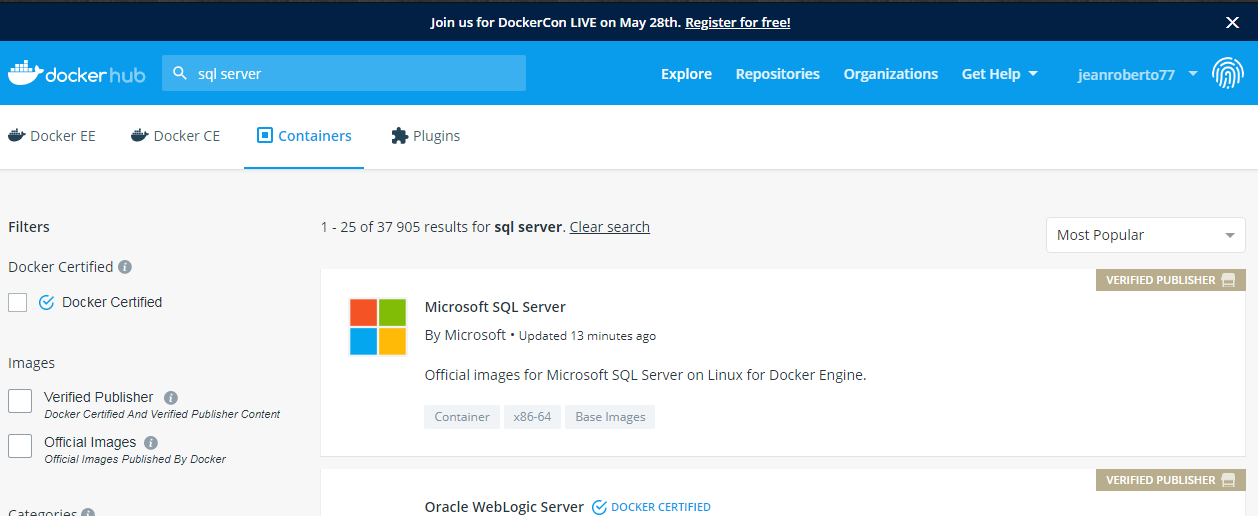 Join us for DockerCon LIVE on May 28th. Register for free!
dockerhub
sql server
Explore
Repositories
Organizations
Get Help
jeanroberto77
Docker EE
Docker CE
Containers
Plugins
Filters
1 - 25 of 37 905 results for sql server. Clear search
Most Popular
Docker Certified
Docker Certified
Images
Verified Publisher
Docker Certified And Verified Publisher Content
Official Images
Official Images Published By Docker
Categories
VERIFIED PUBLISHER
Microsoft SQL Server
By Microsoft • Updated 13 minutes ago
Official images for Microsoft SQL Server on Linux for Docker Engine.
Container
x86-64
Base Images
VERIFIED PUBLISHER
Oracle WebLogic Server
DOCKER CERTIFIED